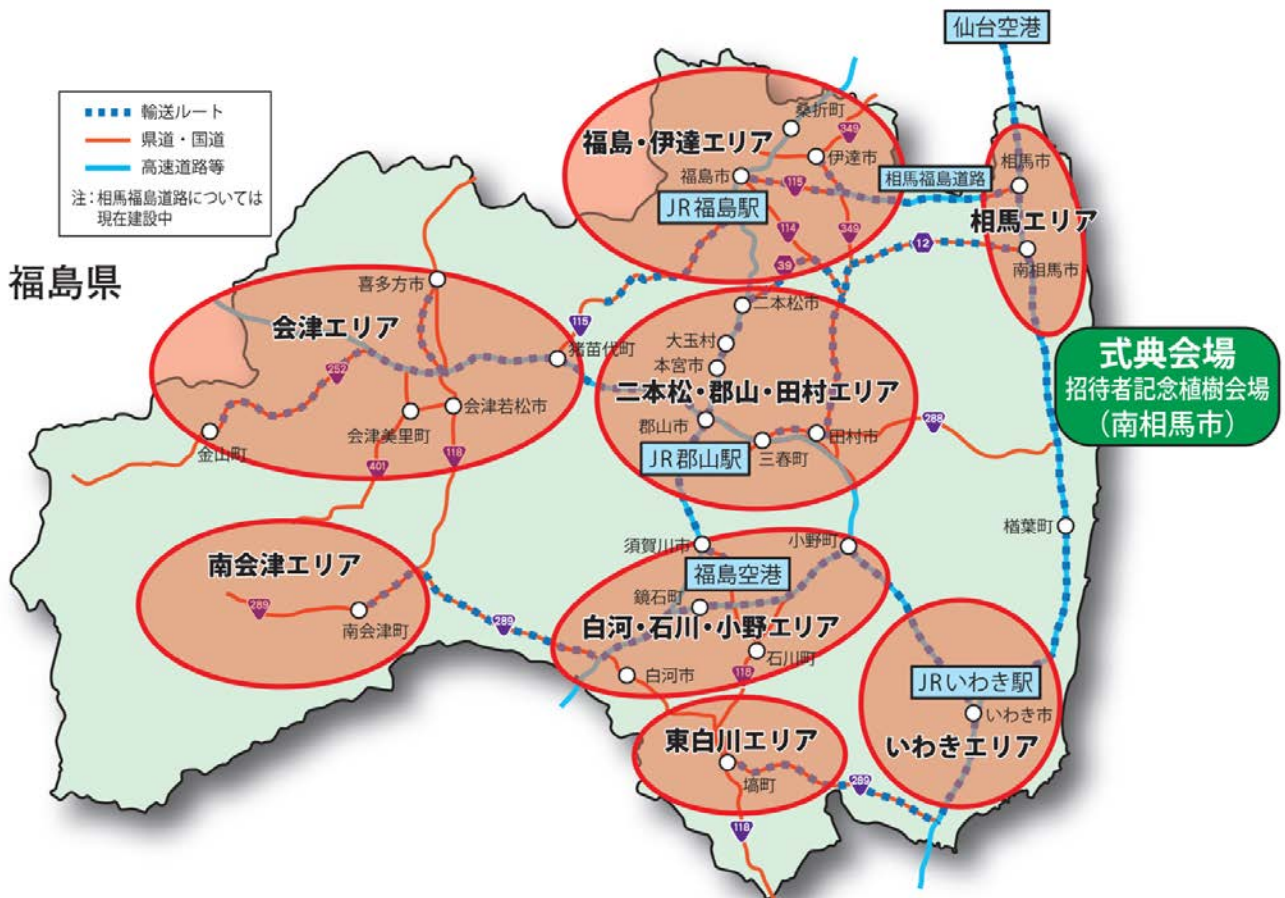 仙台空港
輸送ルート
県道・国道
高速道路等
注：相馬福島道路については
現在建設中
福島県
桑折町
349
福島・伊達エリア
伊達市
福島市
115
相馬福島道路
相馬市
JR福島駅
相馬エリア
114
349
12
南相馬市
39
喜多方市
二本松市
会津エリア
115
大玉村
猪苗代町
本宮市
式典会場
招待者記念植樹会場
（南相馬市）
252
二本松・郡山・田村エリア
会津若松市
郡山市
288
会津美里町
田村市
金山町
JR郡山駅
三春町
401
118
楢葉町
須賀川市
小野町
南会津エリア
福島空港
289
鏡石町
南会津町
289
白河・石川・小野エリア
石川町
白河市
118
JRいわき駅
いわき市
東白川エリア
いわきエリア
塙町
289
118